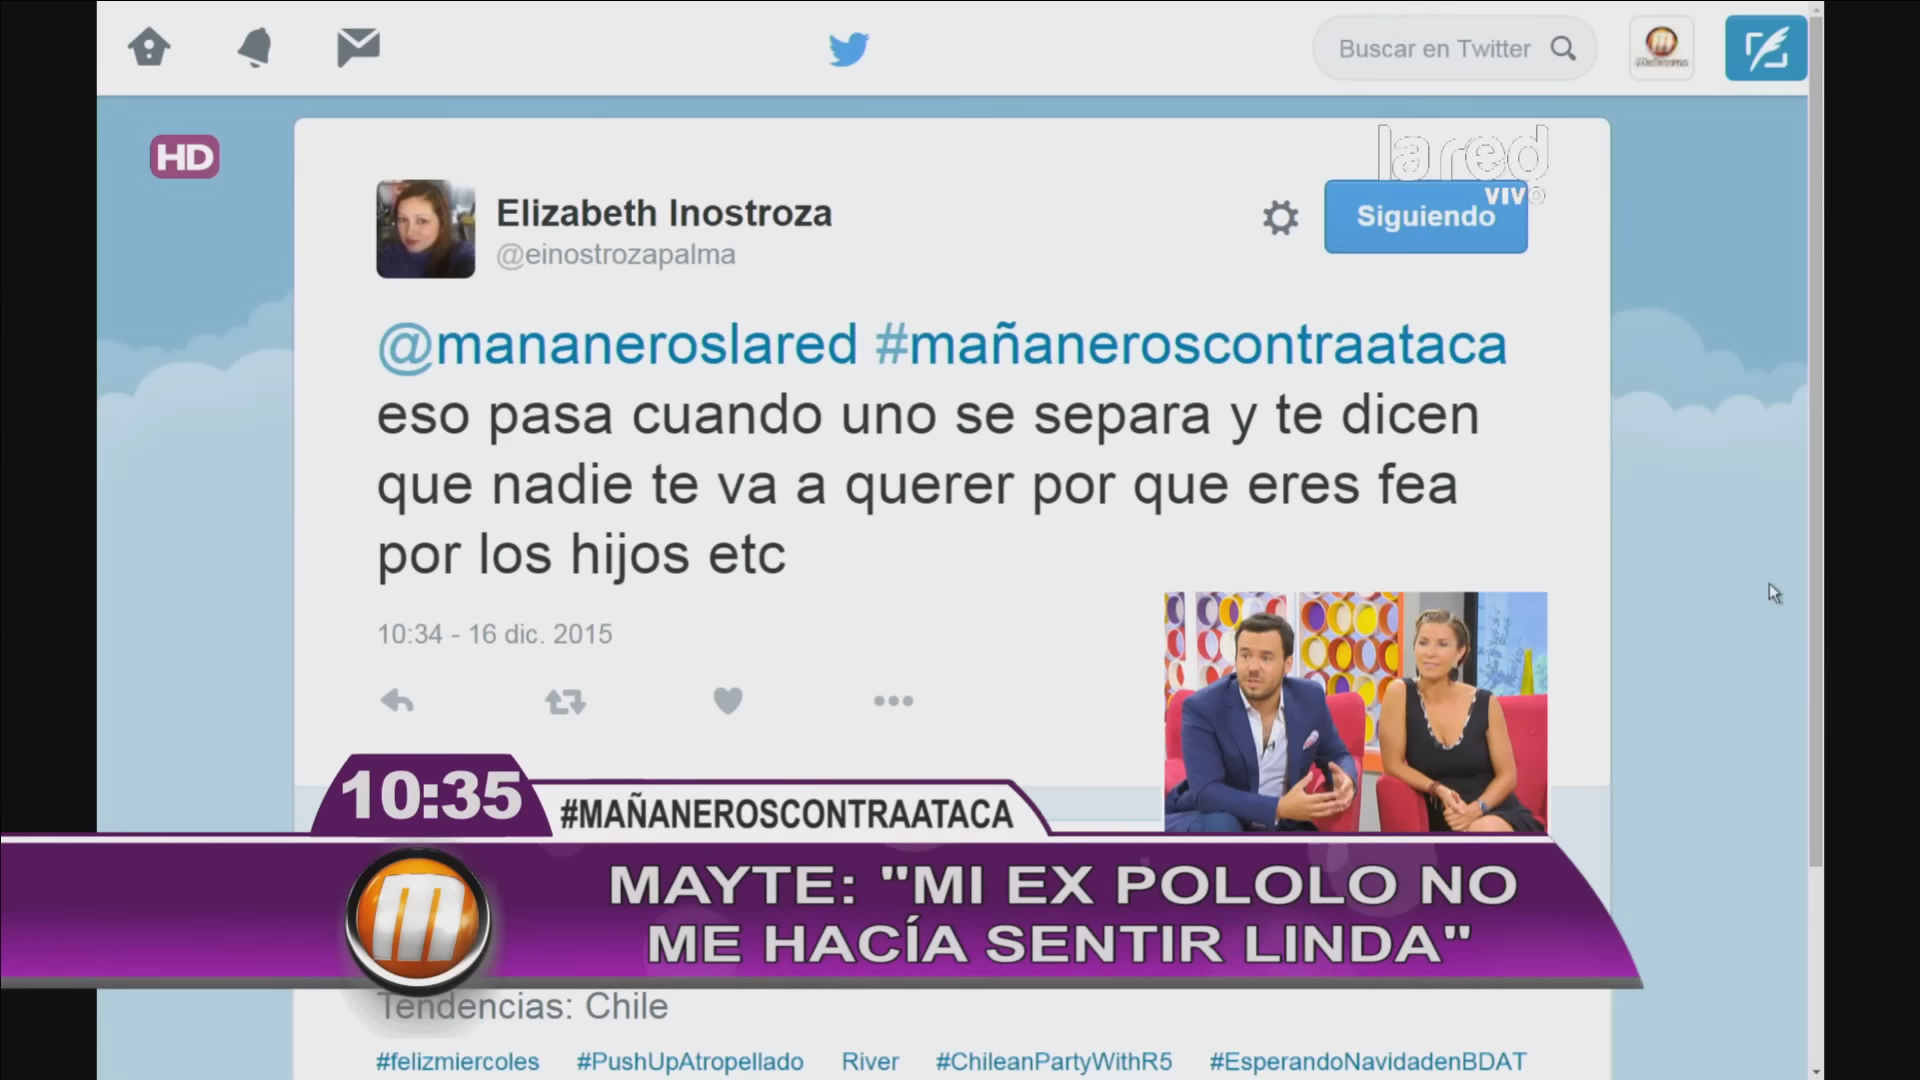 Buscar en Twitter
HD
la red
VIVO
Elizabeth Inostroza
@einostrozapalma
Siguiendo
@mananeroslared #mañaneroscontraataca
eso pasa cuando uno se separa y te dicen
que nadie te va a querer por que eres fea
por los hijos etc
10:34 - 16 dic. 2015
10:35
#MAÑANEROSCONTRAATACA
M
MAYTE: "MI EX POLOLO NO
ME HACÍA SENTIR LINDA"
Tendencias: Chile
#felizmiercoles #PushUpAtropellado River #ChileanPartyWithR5 #EsperandoNavidadenBDAT